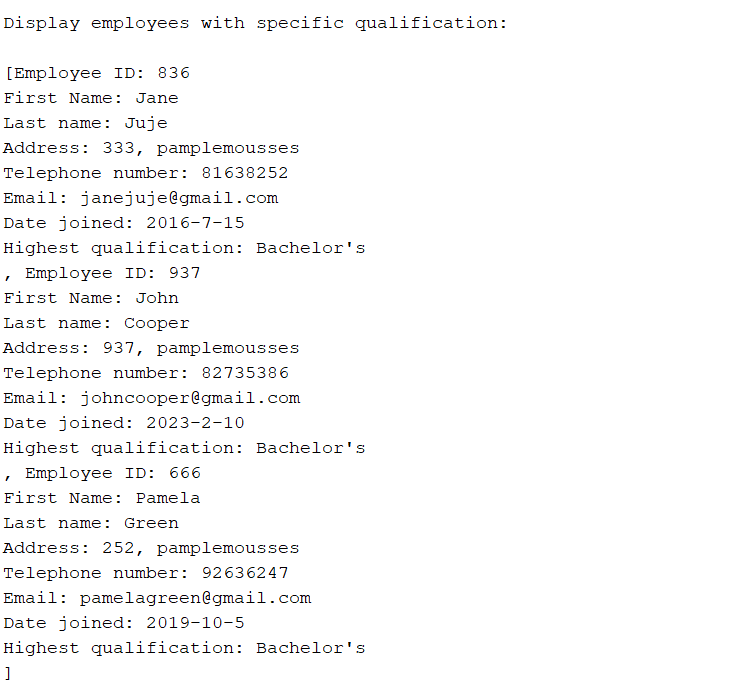 Display employees with specific qualification:
[Employee ID: 836
First Name: Jane
Last name: Juje
Address: 333, pamplemousses
Telephone number: 81638252
Email: janejuje@gmail.com
Date joined: 2016-7-15
Highest qualification: Bachelor's
, Employee ID: 937
First Name: John
Last name: Cooper
Address: 937, pamplemousses
Telephone number: 82735386
Email: johncooper@gmail.com
Date joined: 2023-2-10
Highest qualification: Bachelor's
, Employee ID: 666
First Name: Pamela
Last name: Green
Address: 252, pamplemousses
Telephone number: 92636247
Email: pamelagreen@gmail.com
Date joined: 2019-10-5
Highest qualification: Bachelor's
]